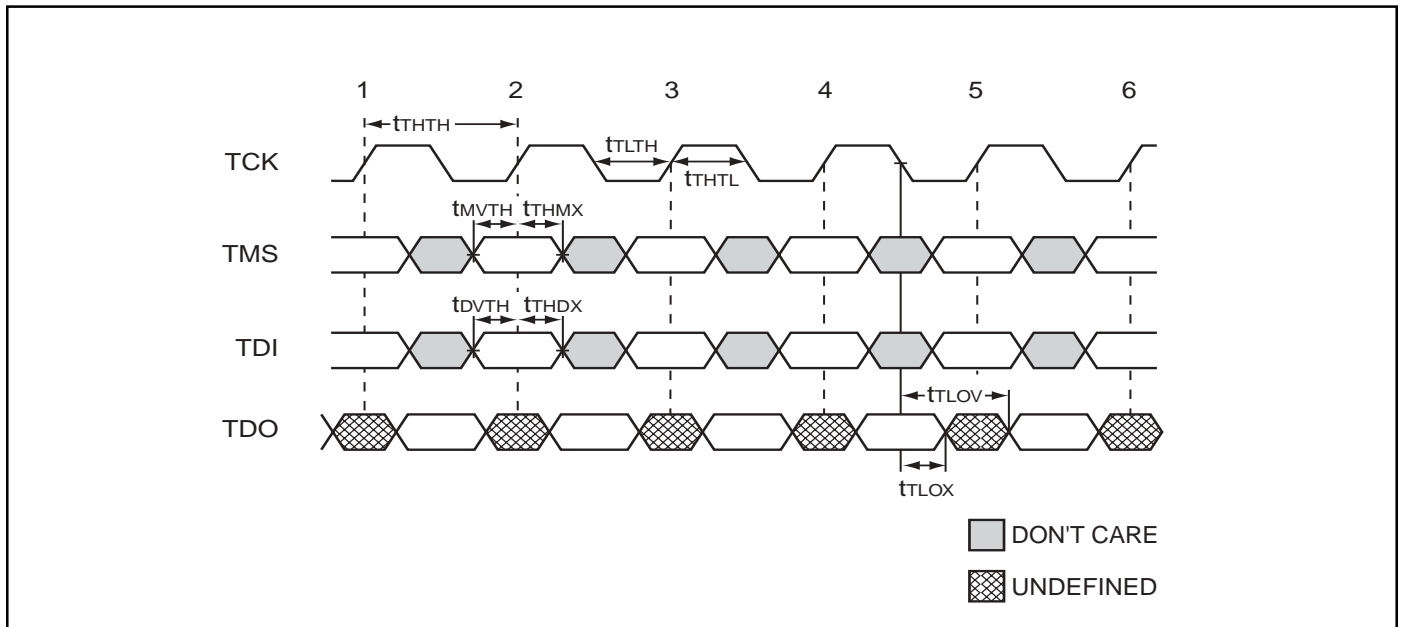 1 2 3 4 5 6
tTHTH
tTLTH
TCK
tTHTL
tMVTH tTHMX
TMS
tDVTH tTHDX
TDI
tTLOV
TDO
tTLOX
DON'T CARE
UNDEFINED